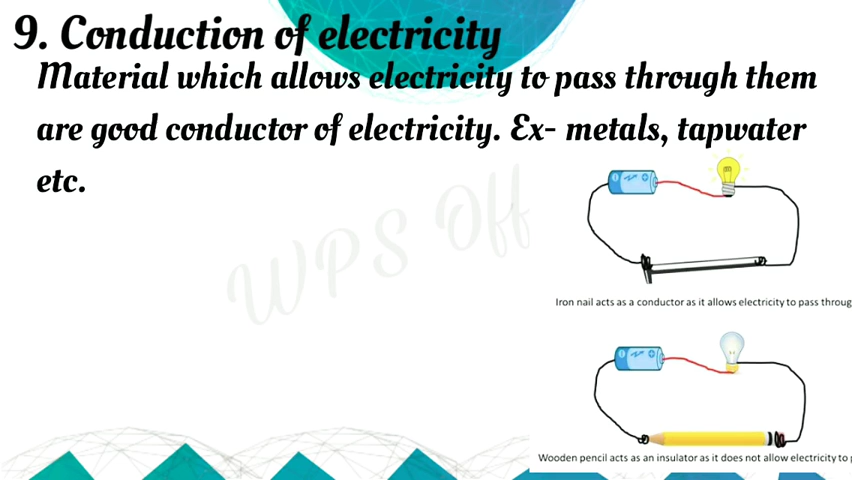 9. Conduction of electricity
Material which allows electricity to pass through them
are good conductor of electricity. Ex- metals, tapwater
etc.
WPS Off
Iron nail acts as a conductor as it allows electricity to pass throug
Wooden pencil acts as an insulator as it does not allow electricity to